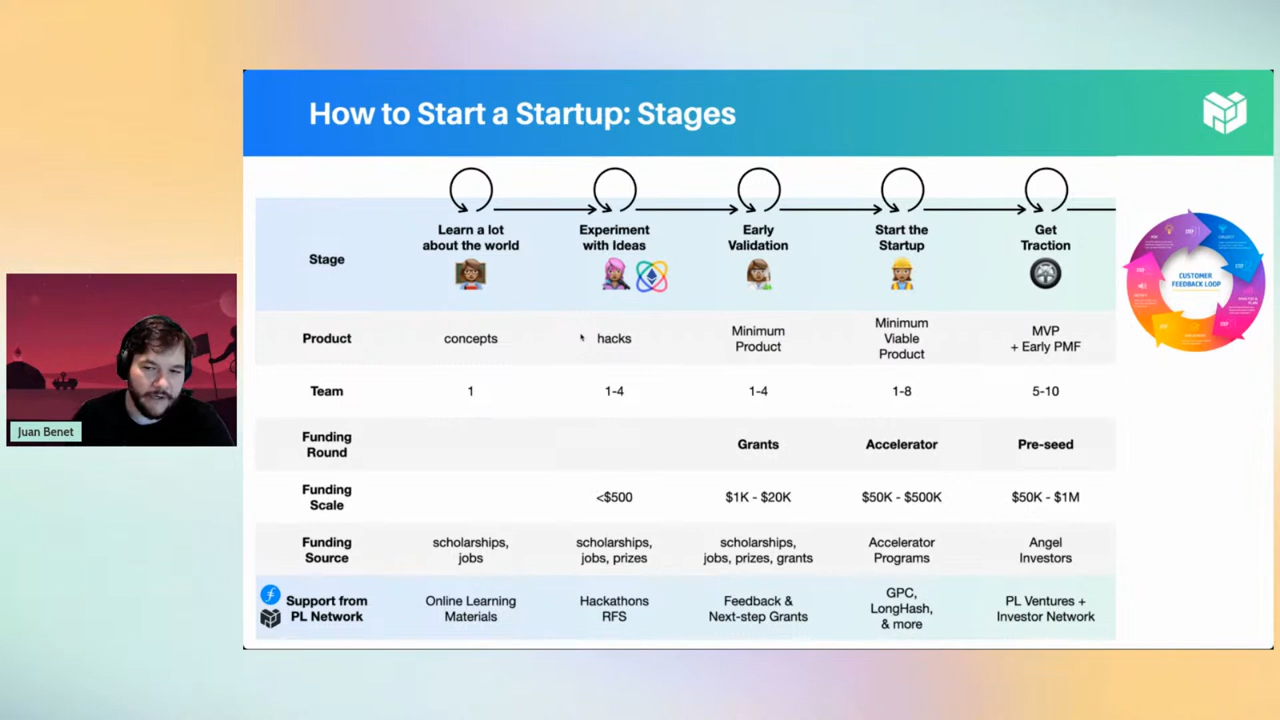 How to Start a Startup: Stages
Stage
Learn a lot
about the world
Experiment
with Ideas
Early
Validation
Start the
Startup
Get
Traction
CUSTOMER
FEEDBACK LOOP
Product
concepts
hacks
Minimum
Product
Minimum
Viable
Product
MVP
+ Early PMF
Team
1
1-4
1-4
1-8
5-10
Funding
Round
Grants
Accelerator
Pre-seed
Funding
Scale
<$500
$1K - $20K
$50K - $500K
$50K - $1M
Funding
Source
scholarships,
jobs
scholarships,
jobs, prizes
scholarships,
jobs, prizes, grants
Accelerator
Programs
Angel
Investors
Support from
PL Network
Online Learning
Materials
Hackathons
RFS
Feedback &
Next-step Grants
GPC,
LongHash,
& more
PL Ventures +
Investor Network
Juan Benet